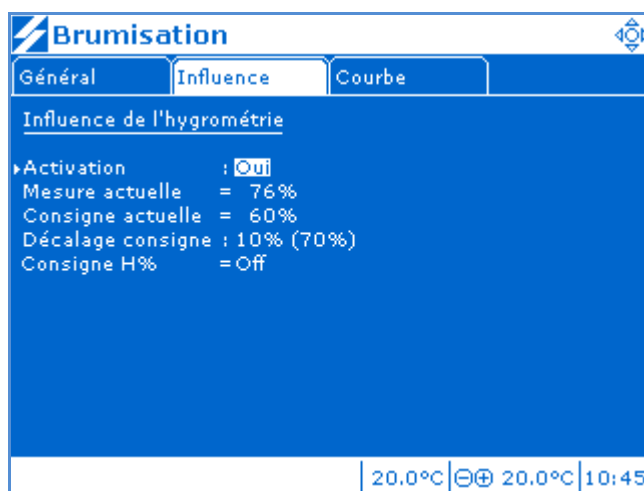 Brumisation
Général Influence Courbe
Influence de l'hygrométrie
Activation : Oui
Mesure actuelle = 76%
Consigne actuelle = 60%
Décalage consigne : 10% (70%)
Consigne H% = Off
20.0°C 20.0°C 10:45